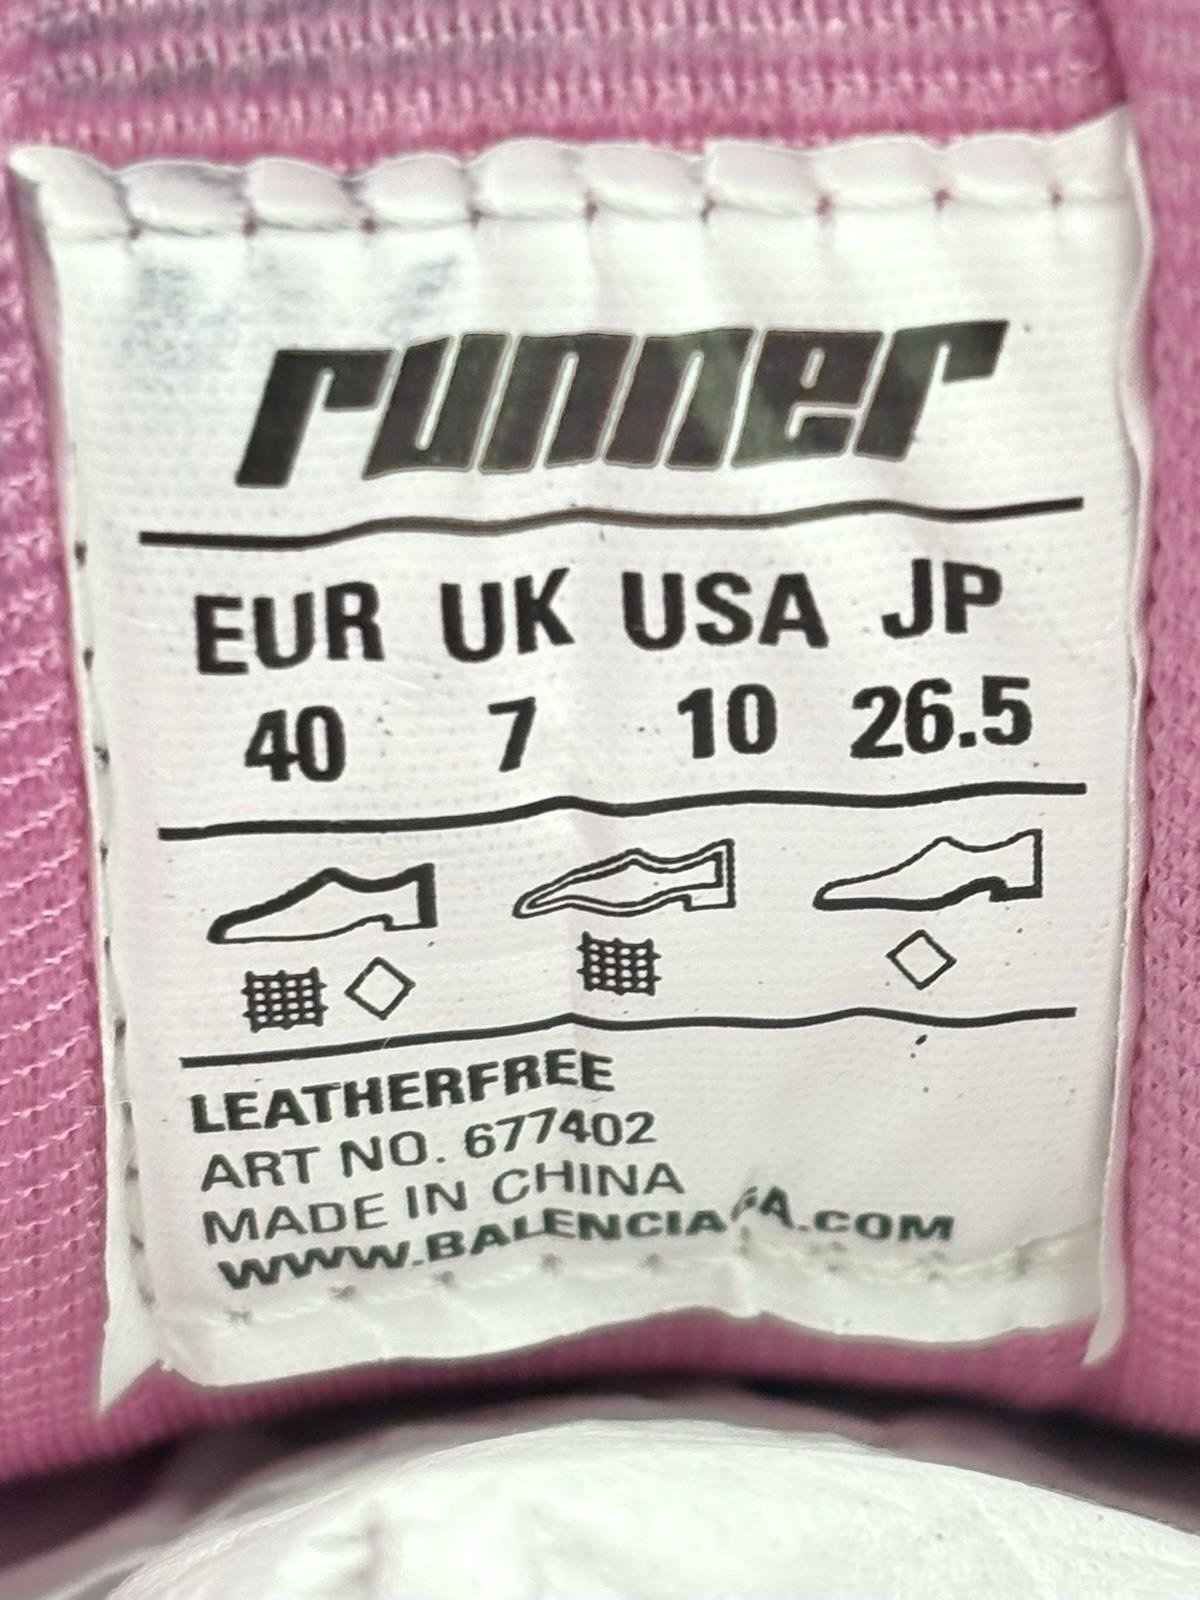 runner
EUR UK USA JP
40 7 10 26.5
LEATHERFREE
ART NO. 677402
MADE IN CHINA
WWW.BALENCIAGA.COM